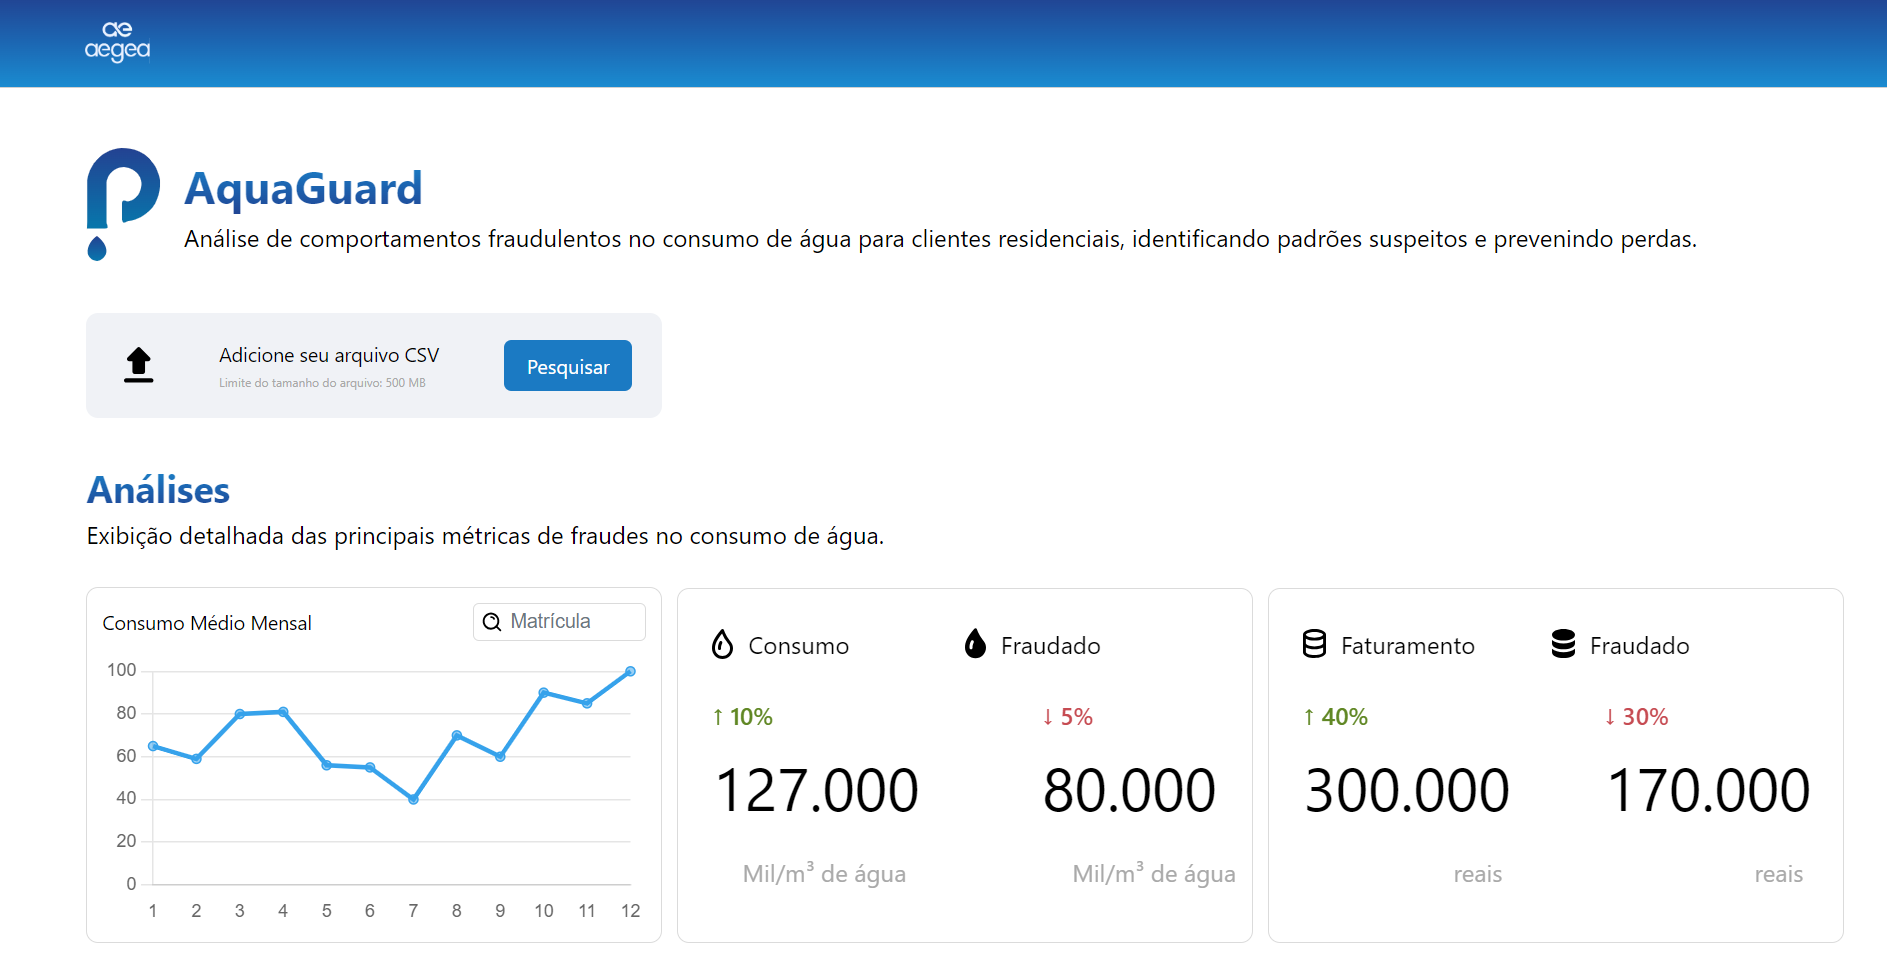 ae
aegea
AquaGuard
Análise de comportamentos fraudulentos no consumo de água para clientes residenciais, identificando padrões suspeitos e prevenindo perdas.
Adicione seu arquivo CSV
Limite do tamanho do arquivo: 500 MB
Pesquisar
Análises
Exibição detalhada das principais métricas de fraudes no consumo de água.
Consumo Médio Mensal
Matrícula
100
80
60
40
20
0
1 2 3 4 5 6 7 8 9 10 11 12
Consumo Fraudado
↑ 10% ↓ 5%
127.000 80.000
Mil/m³ de água Mil/m³ de água
Faturamento Fraudado
↑ 40% ↓ 30%
300.000 170.000
reais reais